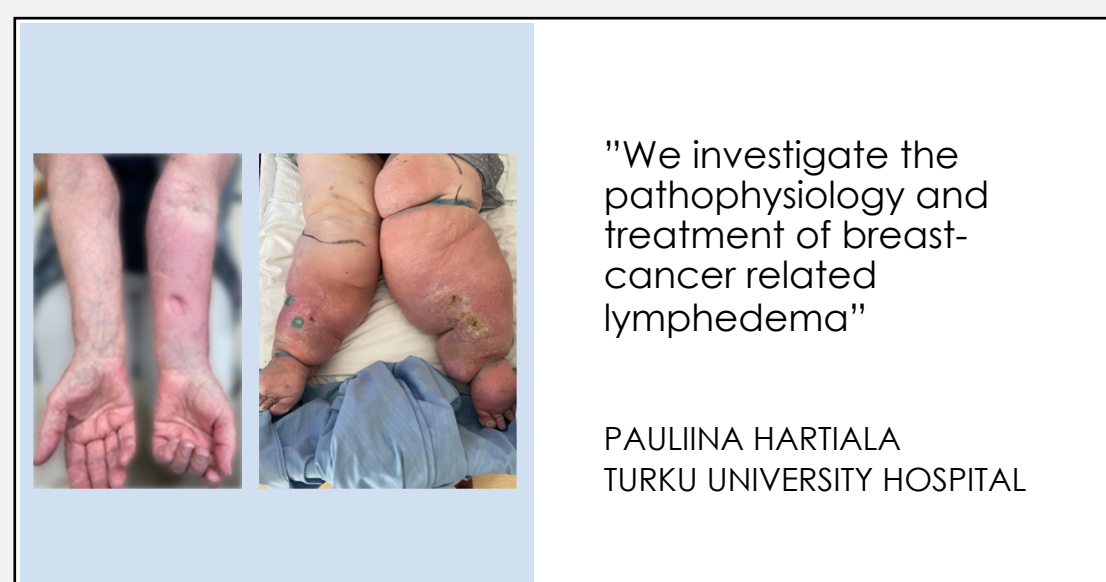 ”We investigate the
pathophysiology and
treatment of breast-
cancer related
lymphedema”
PAULIINA HARTIALA
TURKU UNIVERSITY HOSPITAL